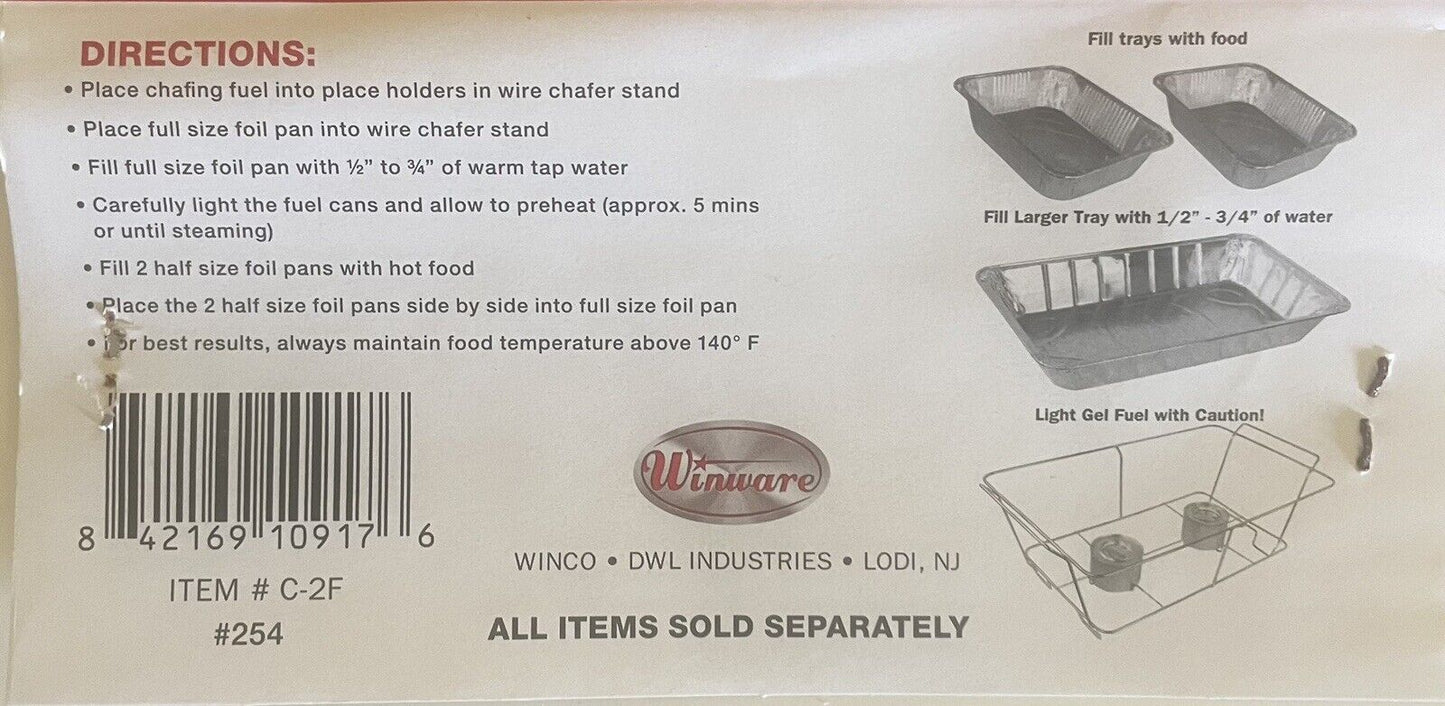 DIRECTIONS:
• Place chafing fuel into place holders in wire chafer stand
• Place full size foil pan into wire chafer stand
• Fill full size foil pan with ½” to ¾” of warm tap water
• Carefully light the fuel cans and allow to preheat (approx. 5 mins
or until steaming)
• Fill 2 half size foil pans with hot food
• Place the 2 half size foil pans side by side into full size foil pan
• For best results, always maintain food temperature above 140° F
8 42169 10917 6
ITEM # C-2F
#254
Winware
WINCO • DWL INDUSTRIES • LODI, NJ
ALL ITEMS SOLD SEPARATELY
Fill trays with food
Fill Larger Tray with 1/2” - 3/4” of water
Light Gel Fuel with Caution!